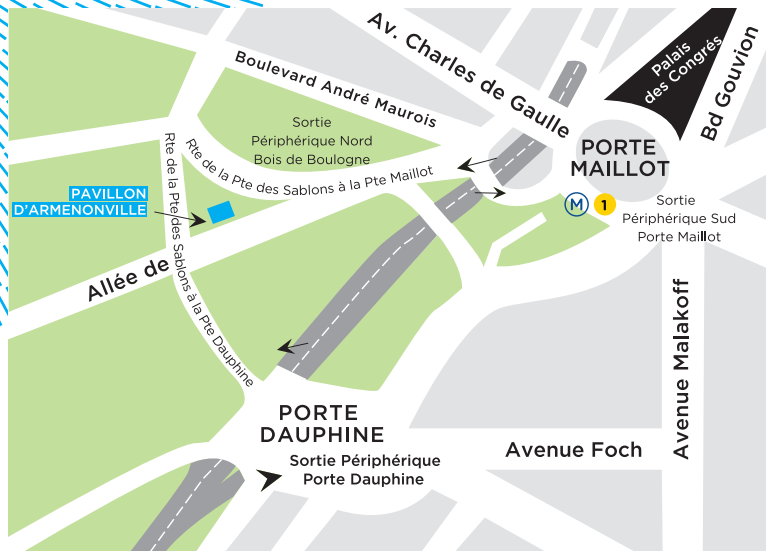 Av. Charles de Gaulle
Palais
des Congrés
Bd Gouvion
Boulevard André Maurois
Sortie
Périphérique Nord
Bois de Boulogne
PORTE
MAILLOT
Rte de la Pte des Sablons à la Pte Maillot
Rte de la Pte des Sablons à la Pte Dauphine
PAVILLON
D'ARMENONVILLE
M 1
Sortie
Périphérique Sud
Porte Maillot
Allée de
Avenue Malakoff
PORTE
DAUPHINE
Sortie Périphérique
Porte Dauphine
Avenue Foch